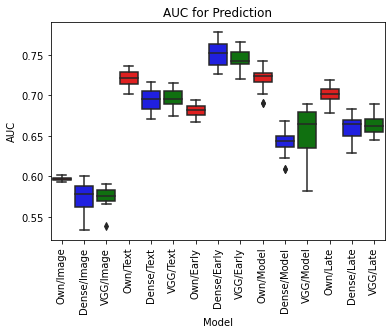 AUC for Prediction
AUC
0.75
0.70
0.65
0.60
0.55
Own/Image
Dense/Image
VGG/Image
Own/Text
Dense/Text
VGG/Text
Own/Early
Dense/Early
VGG/Early
Own/Model
Dense/Model
VGG/Model
Own/Late
Dense/Late
VGG/Late
Model